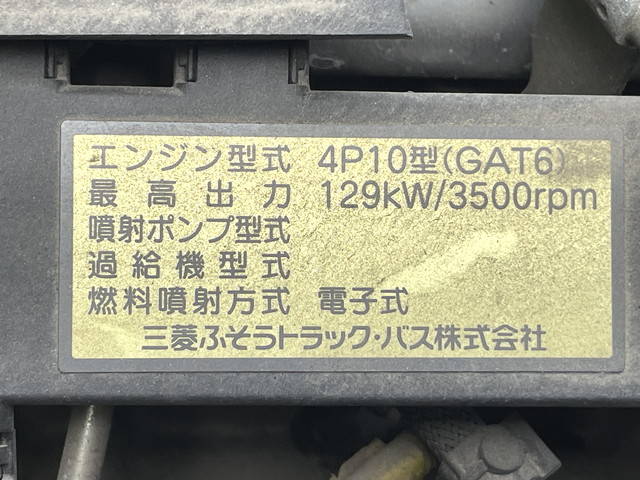 エンジン型式 4P10型(GAT6)
最高出力 129kW/3500rpm
噴射ポンプ型式
過給機型式
燃料噴射方式 電子式
三菱ふそうトラック・バス株式会社